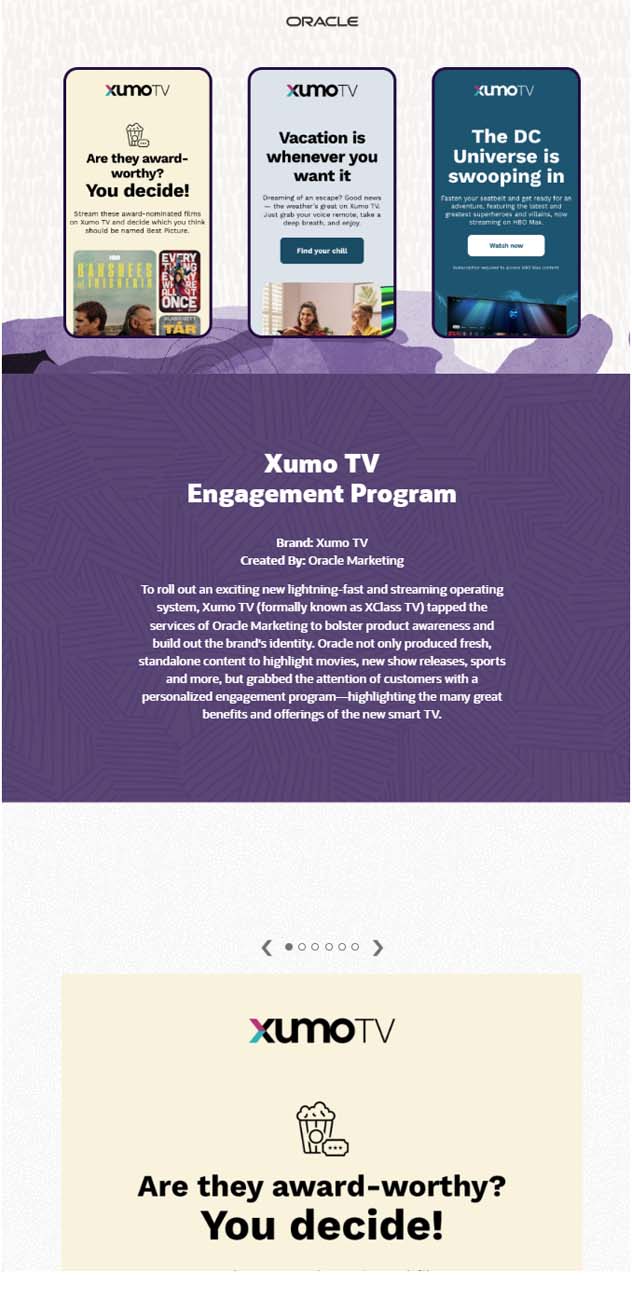 ORACLE
xumoTV
Are they award-
worthy?
You decide!
Stream these award-nominated films
on Xumo TV and decide which you think
should be named Best Picture.
BANSHEES
of INISHERIN
EVERY
THING
EVERY
WHERE
ALL AT
ONCE
TÁR
xumoTV
Vacation is
whenever you
want it
Dreaming of an escape? Good news
— the weather's great on Xumo TV.
Just grab your voice remote, take a
deep breath, and enjoy.
Find your chill
xumoTV
The DC
Universe is
swooping in
Fasten your seatbelt and get ready for an
adventure, featuring the latest and
greatest superheroes and villains, now
streaming on HBO Max.
Watch now
Subscription required to access HBO Max content
Xumo TV
Engagement Program
Brand: Xumo TV
Created By: Oracle Marketing
To roll out an exciting new lightning-fast and streaming operating
system, Xumo TV (formally known as XClass TV) tapped the
services of Oracle Marketing to bolster product awareness and
build out the brand's identity. Oracle not only produced fresh,
standalone content to highlight movies, new show releases, sports
and more, but grabbed the attention of customers with a
personalized engagement program—highlighting the many great
benefits and offerings of the new smart TV.
xumoTV
Are they award-worthy?
You decide!